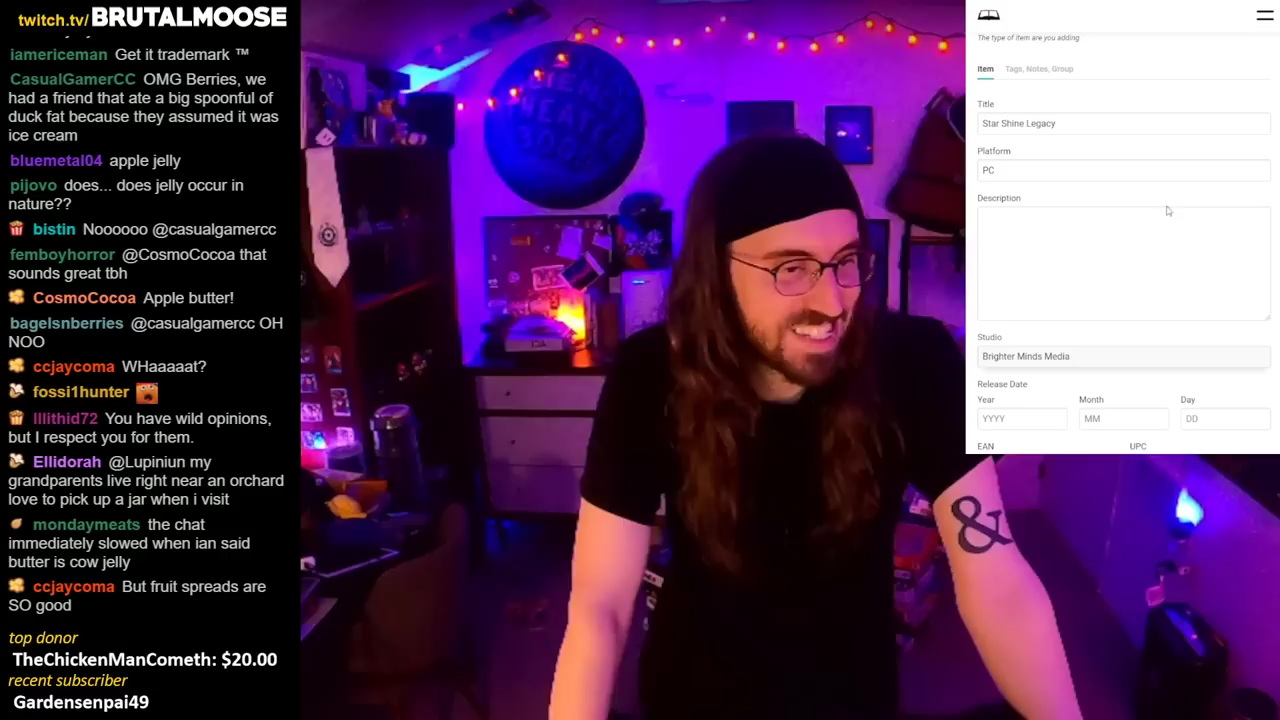 twitch.tv/BRUTALMOOSE
iamericeman Get it trademark ™
CasualGamerCC OMG Berries, we
had a friend that ate a big spoonful of
duck fat because they assumed it was
ice cream
bluemetal04 apple jelly
pijovo does... does jelly occur in
nature??
bistin Noooooo @casualgamercc
femboyhorror @CosmoCocoa that
sounds great tbh
CosmoCocoa Apple butter!
bagelsnberries @casualgamercc OH
NOO
ccjaycoma WHaaaaat?
fossi1hunter
Illithid72 You have wild opinions,
but I respect you for them.
Ellidorah @Lupiniun my
grandparents live right near an orchard
love to pick up a jar when i visit
mondaymeats the chat
immediately slowed when ian said
butter is cow jelly
ccjaycoma But fruit spreads are
SO good
top donor
TheChickenManCometh: $20.00
recent subscriber
Gardensenpai49
&
The type of item are you adding
Item Tags, Notes, Group
Title
Star Shine Legacy
Platform
PC
Description
Studio
Brighter Minds Media
Release Date
Year Month Day
YYYY MM DD
EAN UPC